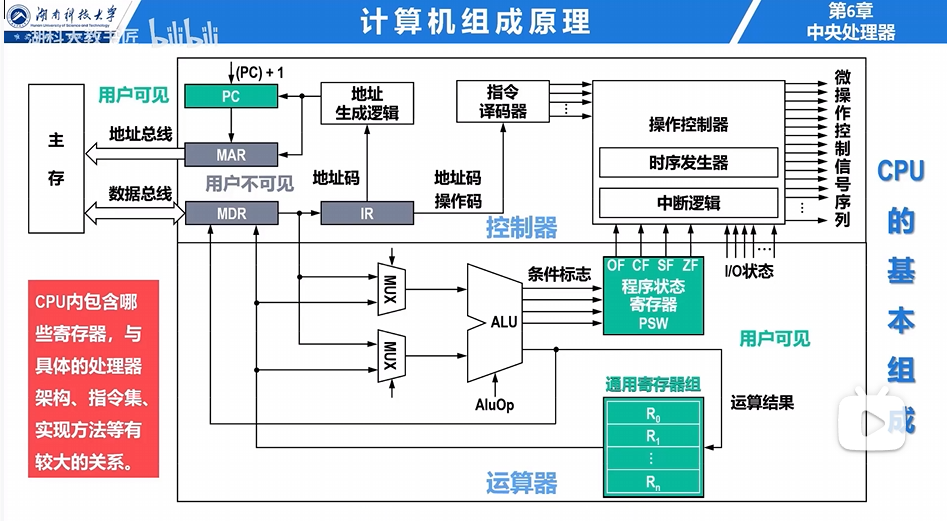 湖南科技大学
Hunan University of Science and Technology
湖科大教书匠
bilibili
计算机组成原理
第6章
中央处理器
(PC) + 1
用户可见
PC
地址
生成逻辑
指令
译码器
微操作控制信号序列
主存
地址总线
MAR
操作控制器
用户不可见
时序发生器
数据总线
地址码
地址码
操作码
MDR
IR
中断逻辑
控制器
CPU的基本组成
OF CF SF ZF
I/O状态
条件标志
程序状态
寄存器
PSW
MUX
ALU
MUX
用户可见
AluOp
通用寄存器组
运算结果
R0
R1
⋮
Rn
运算器
CPU内包含哪
些寄存器，与
具体的处理器
架构、指令集、
实现方法等有
较大的关系。